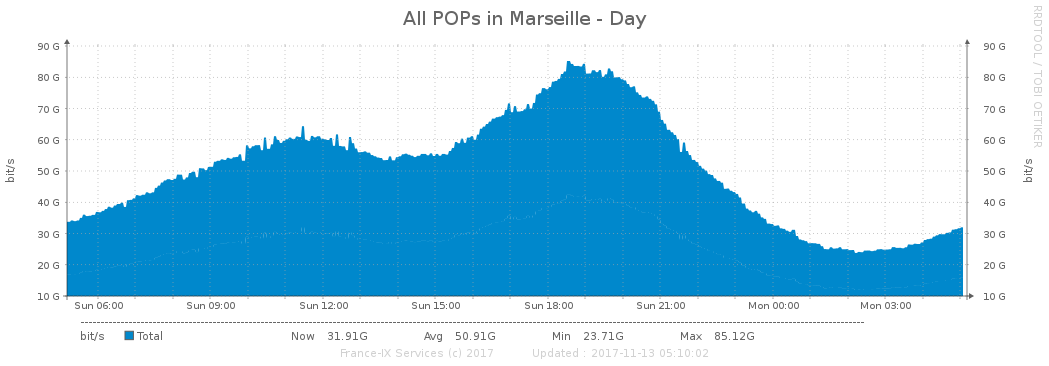 All POPs in Marseille - Day
RRDTOOL / TOBI OETIKER
bit/s
90 G
80 G
70 G
60 G
50 G
40 G
30 G
20 G
10 G
90 G
80 G
70 G
60 G
50 G
40 G
30 G
20 G
10 G
bit/s
Sun 06:00 Sun 09:00 Sun 12:00 Sun 15:00 Sun 18:00 Sun 21:00 Mon 00:00 Mon 03:00
bit/s Total Now 31.91G Avg 50.91G Min 23.71G Max 85.12G
France-IX Services (c) 2017 Updated : 2017-11-13 05:10:02